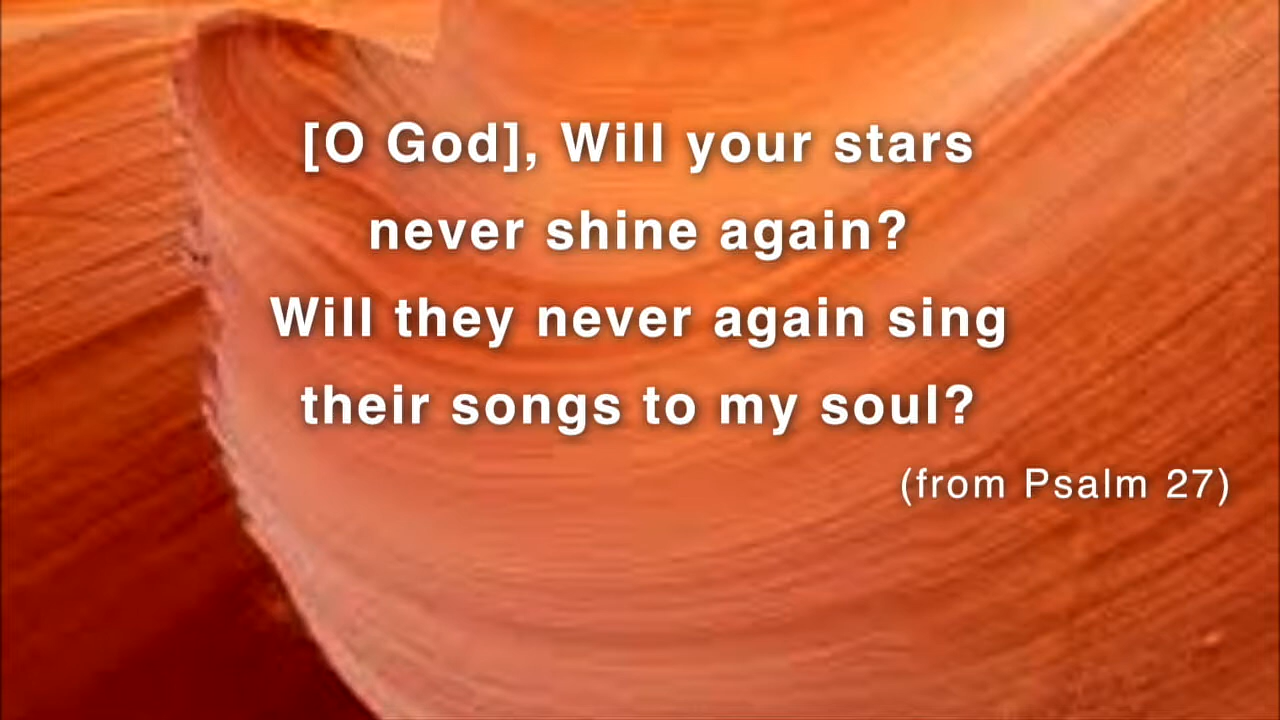 [O God], Will your stars
never shine again?
Will they never again sing
their songs to my soul?
(from Psalm 27)